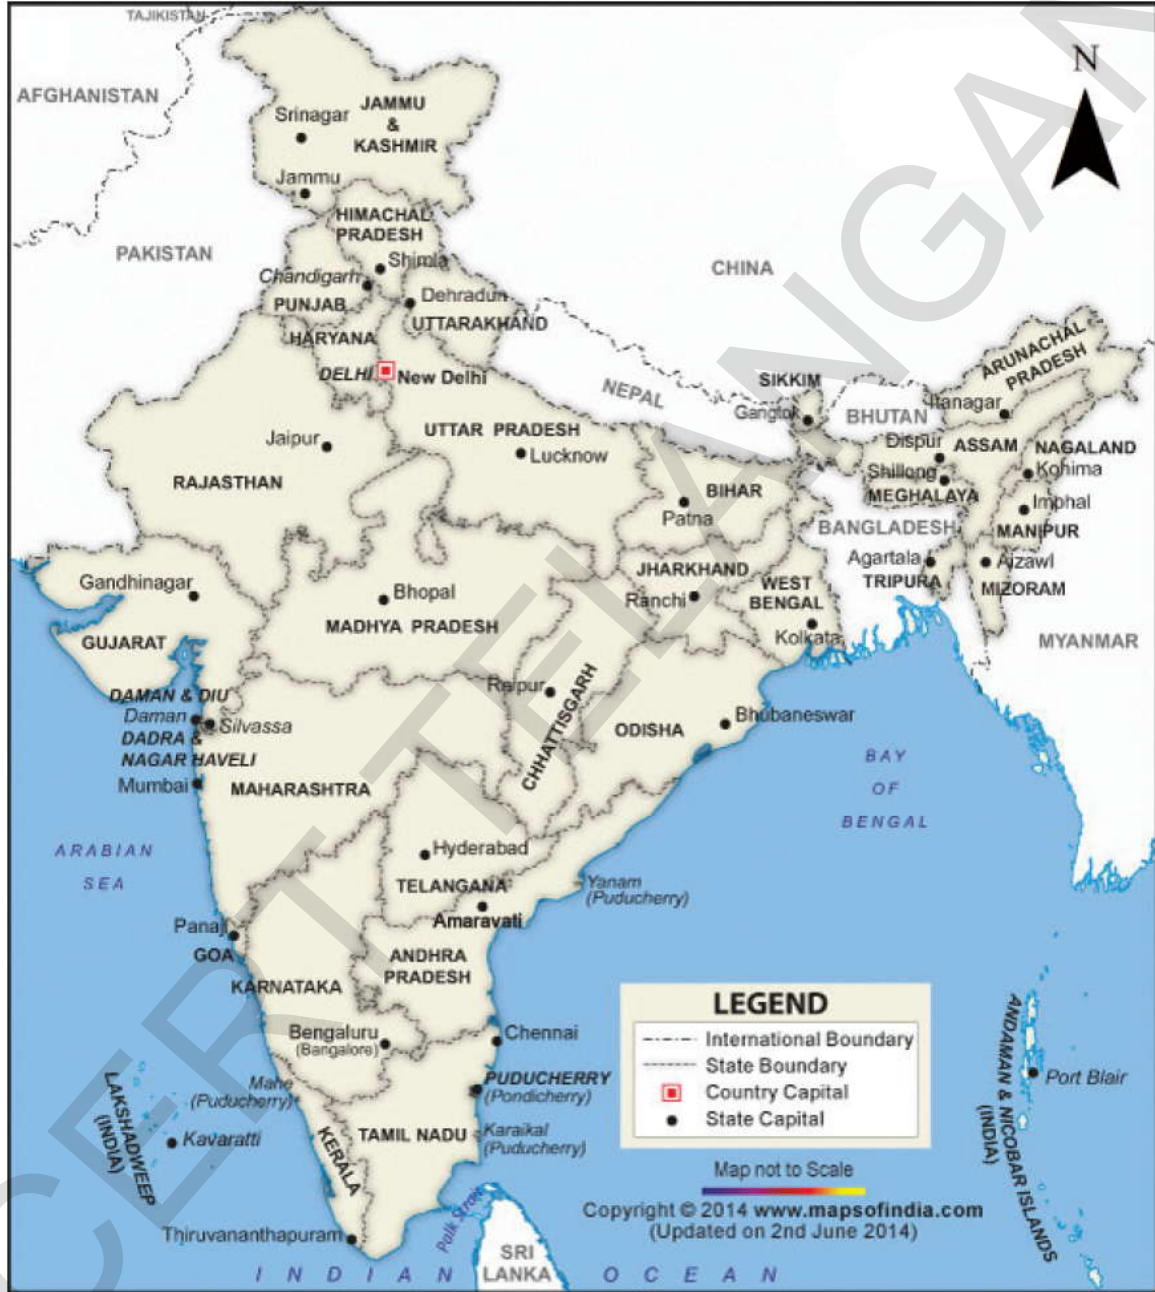 TAJIKISTAN
N
AFGHANISTAN
JAMMU
&
KASHMIR
Srinagar
Jammu
HIMACHAL
PRADESH
PAKISTAN
CHINA
Shimla
Chandigarh
PUNJAB
Dehradun
UTTARAKHAND
HARYANA
DELHI
New Delhi
ARUNACHAL
PRADESH
NEPAL
SIKKIM
Gangtok
BHUTAN
Itanagar
Jaipur
UTTAR PRADESH
Lucknow
Dispur
ASSAM
NAGALAND
RAJASTHAN
BIHAR
Patna
Shillong
Kohima
MEGHALAYA
Imphal
BANGLADESH
MANIPUR
Gandhinagar
Bhopal
JHARKHAND
Ranchi
WEST
BENGAL
Agartala
TRIPURA
Aizawl
MIZORAM
GUJARAT
MADHYA PRADESH
Kolkata
MYANMAR
DAMAN & DIU
Daman
Silvassa
DADRA &
NAGAR HAVELI
Raipur
CHHATTISGARH
ODISHA
Bhubaneswar
Mumbai
MAHARASHTRA
BAY
OF
BENGAL
ARABIAN
SEA
Hyderabad
TELANGANA
Yanam
(Puducherry)
Amaravati
Panaji
GOA
KARNATAKA
ANDHRA
PRADESH
Bengaluru
(Bangalore)
Chennai
Mahe
(Puducherry)
PUDUCHERRY
(Pondicherry)
LAKSHADWEEP
(INDIA)
Kavaratti
KERALA
TAMIL NADU
Karaikal
(Puducherry)
Thiruvananthapuram
Palk Strait
SRI
LANKA
INDIAN OCEAN
LEGEND
International Boundary
State Boundary
Country Capital
State Capital
Map not to Scale
Copyright © 2014 www.mapsofindia.com
(Updated on 2nd June 2014)
ANDAMAN & NICOBAR ISLANDS
(INDIA)
Port Blair
CERT TELANGAN